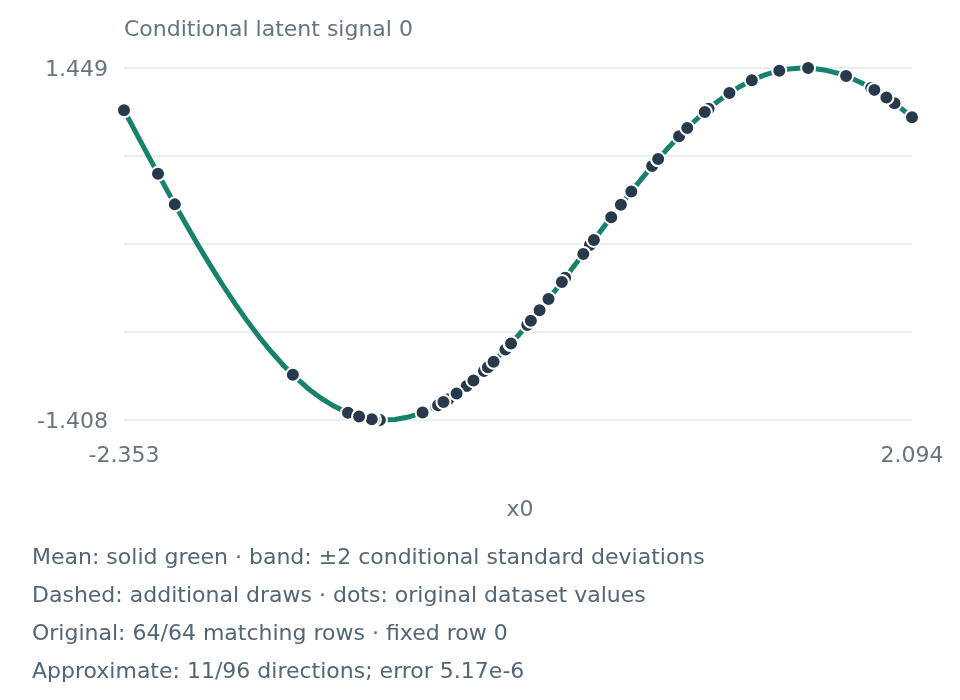 Conditional latent signal 0
1.449
-1.408
-2.353
2.094
x0
Mean: solid green · band: ±2 conditional standard deviations
Dashed: additional draws · dots: original dataset values
Original: 64/64 matching rows · fixed row 0
Approximate: 11/96 directions; error 5.17e-6